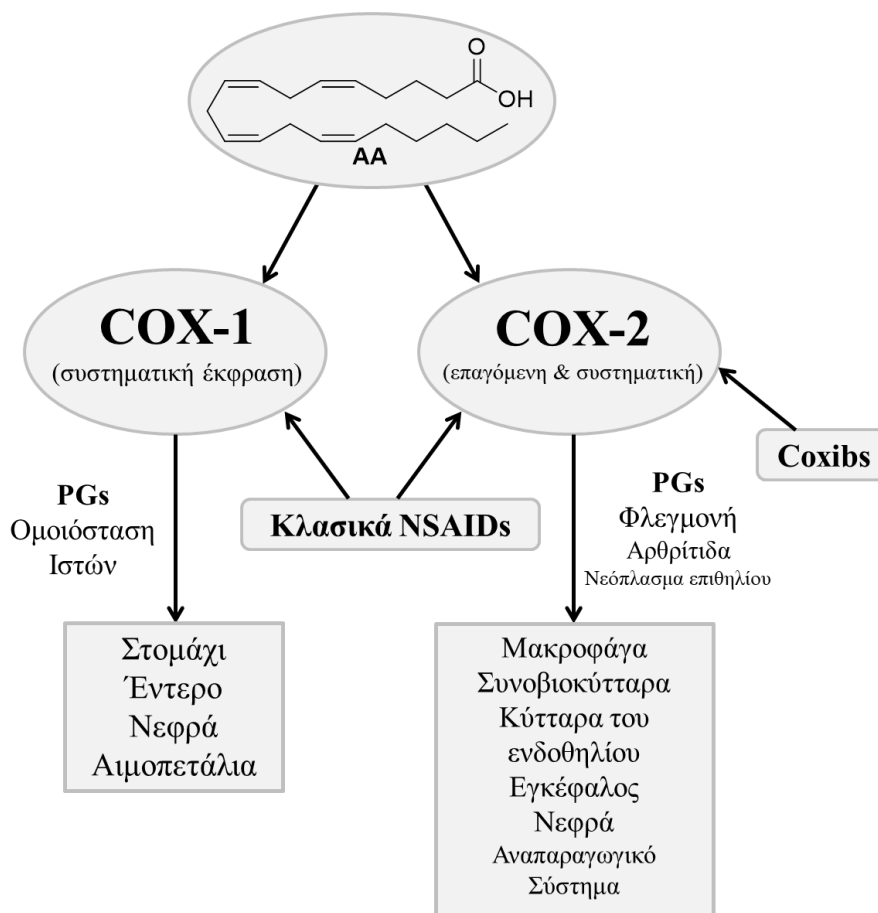 O
OH
AA
COX-1
(συστηματική έκφραση)
COX-2
(επαγόμενη & συστηματική)
Coxibs
Κλασικά NSAIDs
PGs
Ομοιόσταση
Ιστών
PGs
Φλεγμονή
Αρθρίτιδα
Νεόπλασμα επιθηλίου
Στομάχι
Έντερο
Νεφρά
Αιμοπετάλια
Μακροφάγα
Συνοβιοκύτταρα
Κύτταρα του
ενδοθηλίου
Εγκέφαλος
Νεφρά
Αναπαραγωγικό
Σύστημα